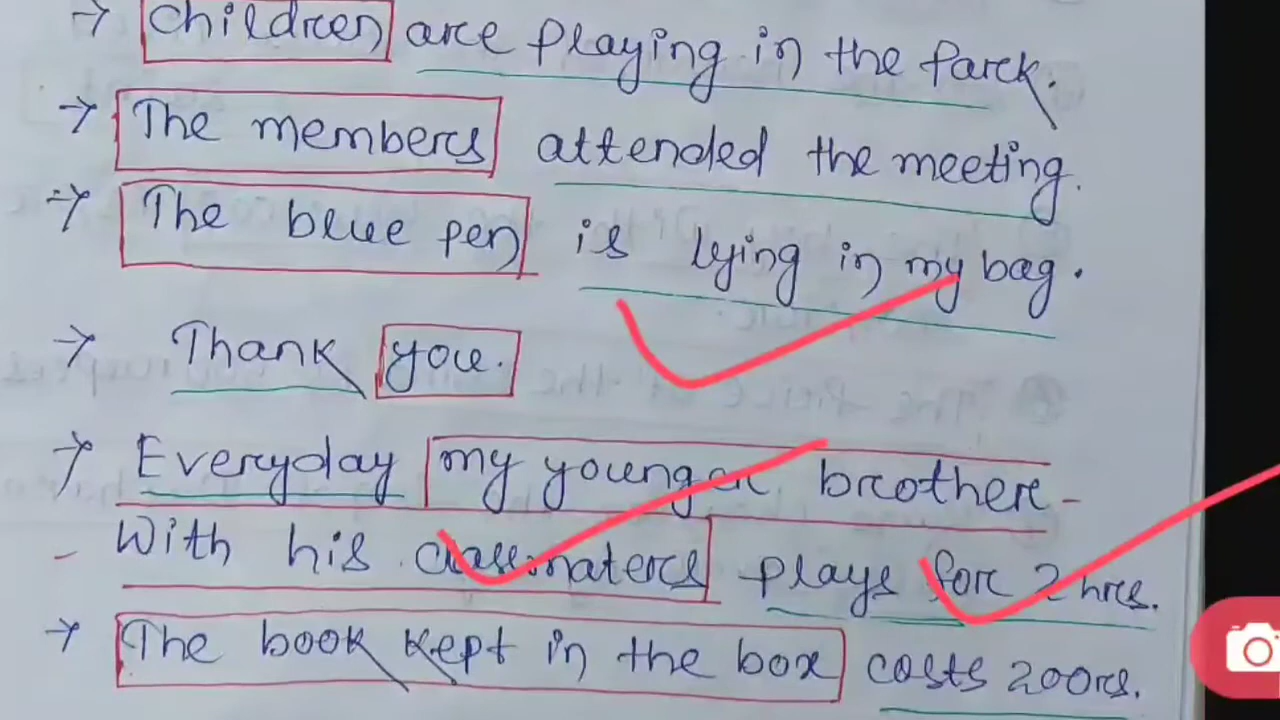 → Children are playing in the Park.
→ The members attended the meeting.
→ The blue pen is lying in my bag.
→ Thank you.
→ Everyday my younger brother-
- With his classmaters plays for 2 hrs.
→ The book kept in the box costs 200rs.